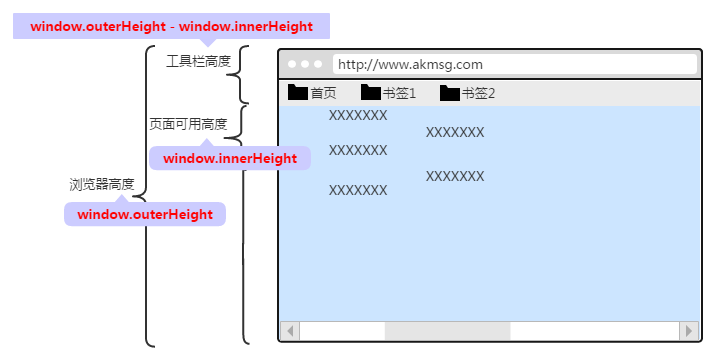 window.outerHeight - window.innerHeight
工具栏高度
页面可用高度
window.innerHeight
浏览器高度
window.outerHeight
http://www.akmsg.com
首页 书签1 书签2
XXXXXXX
XXXXXXX
XXXXXXX
XXXXXXX
XXXXXXX